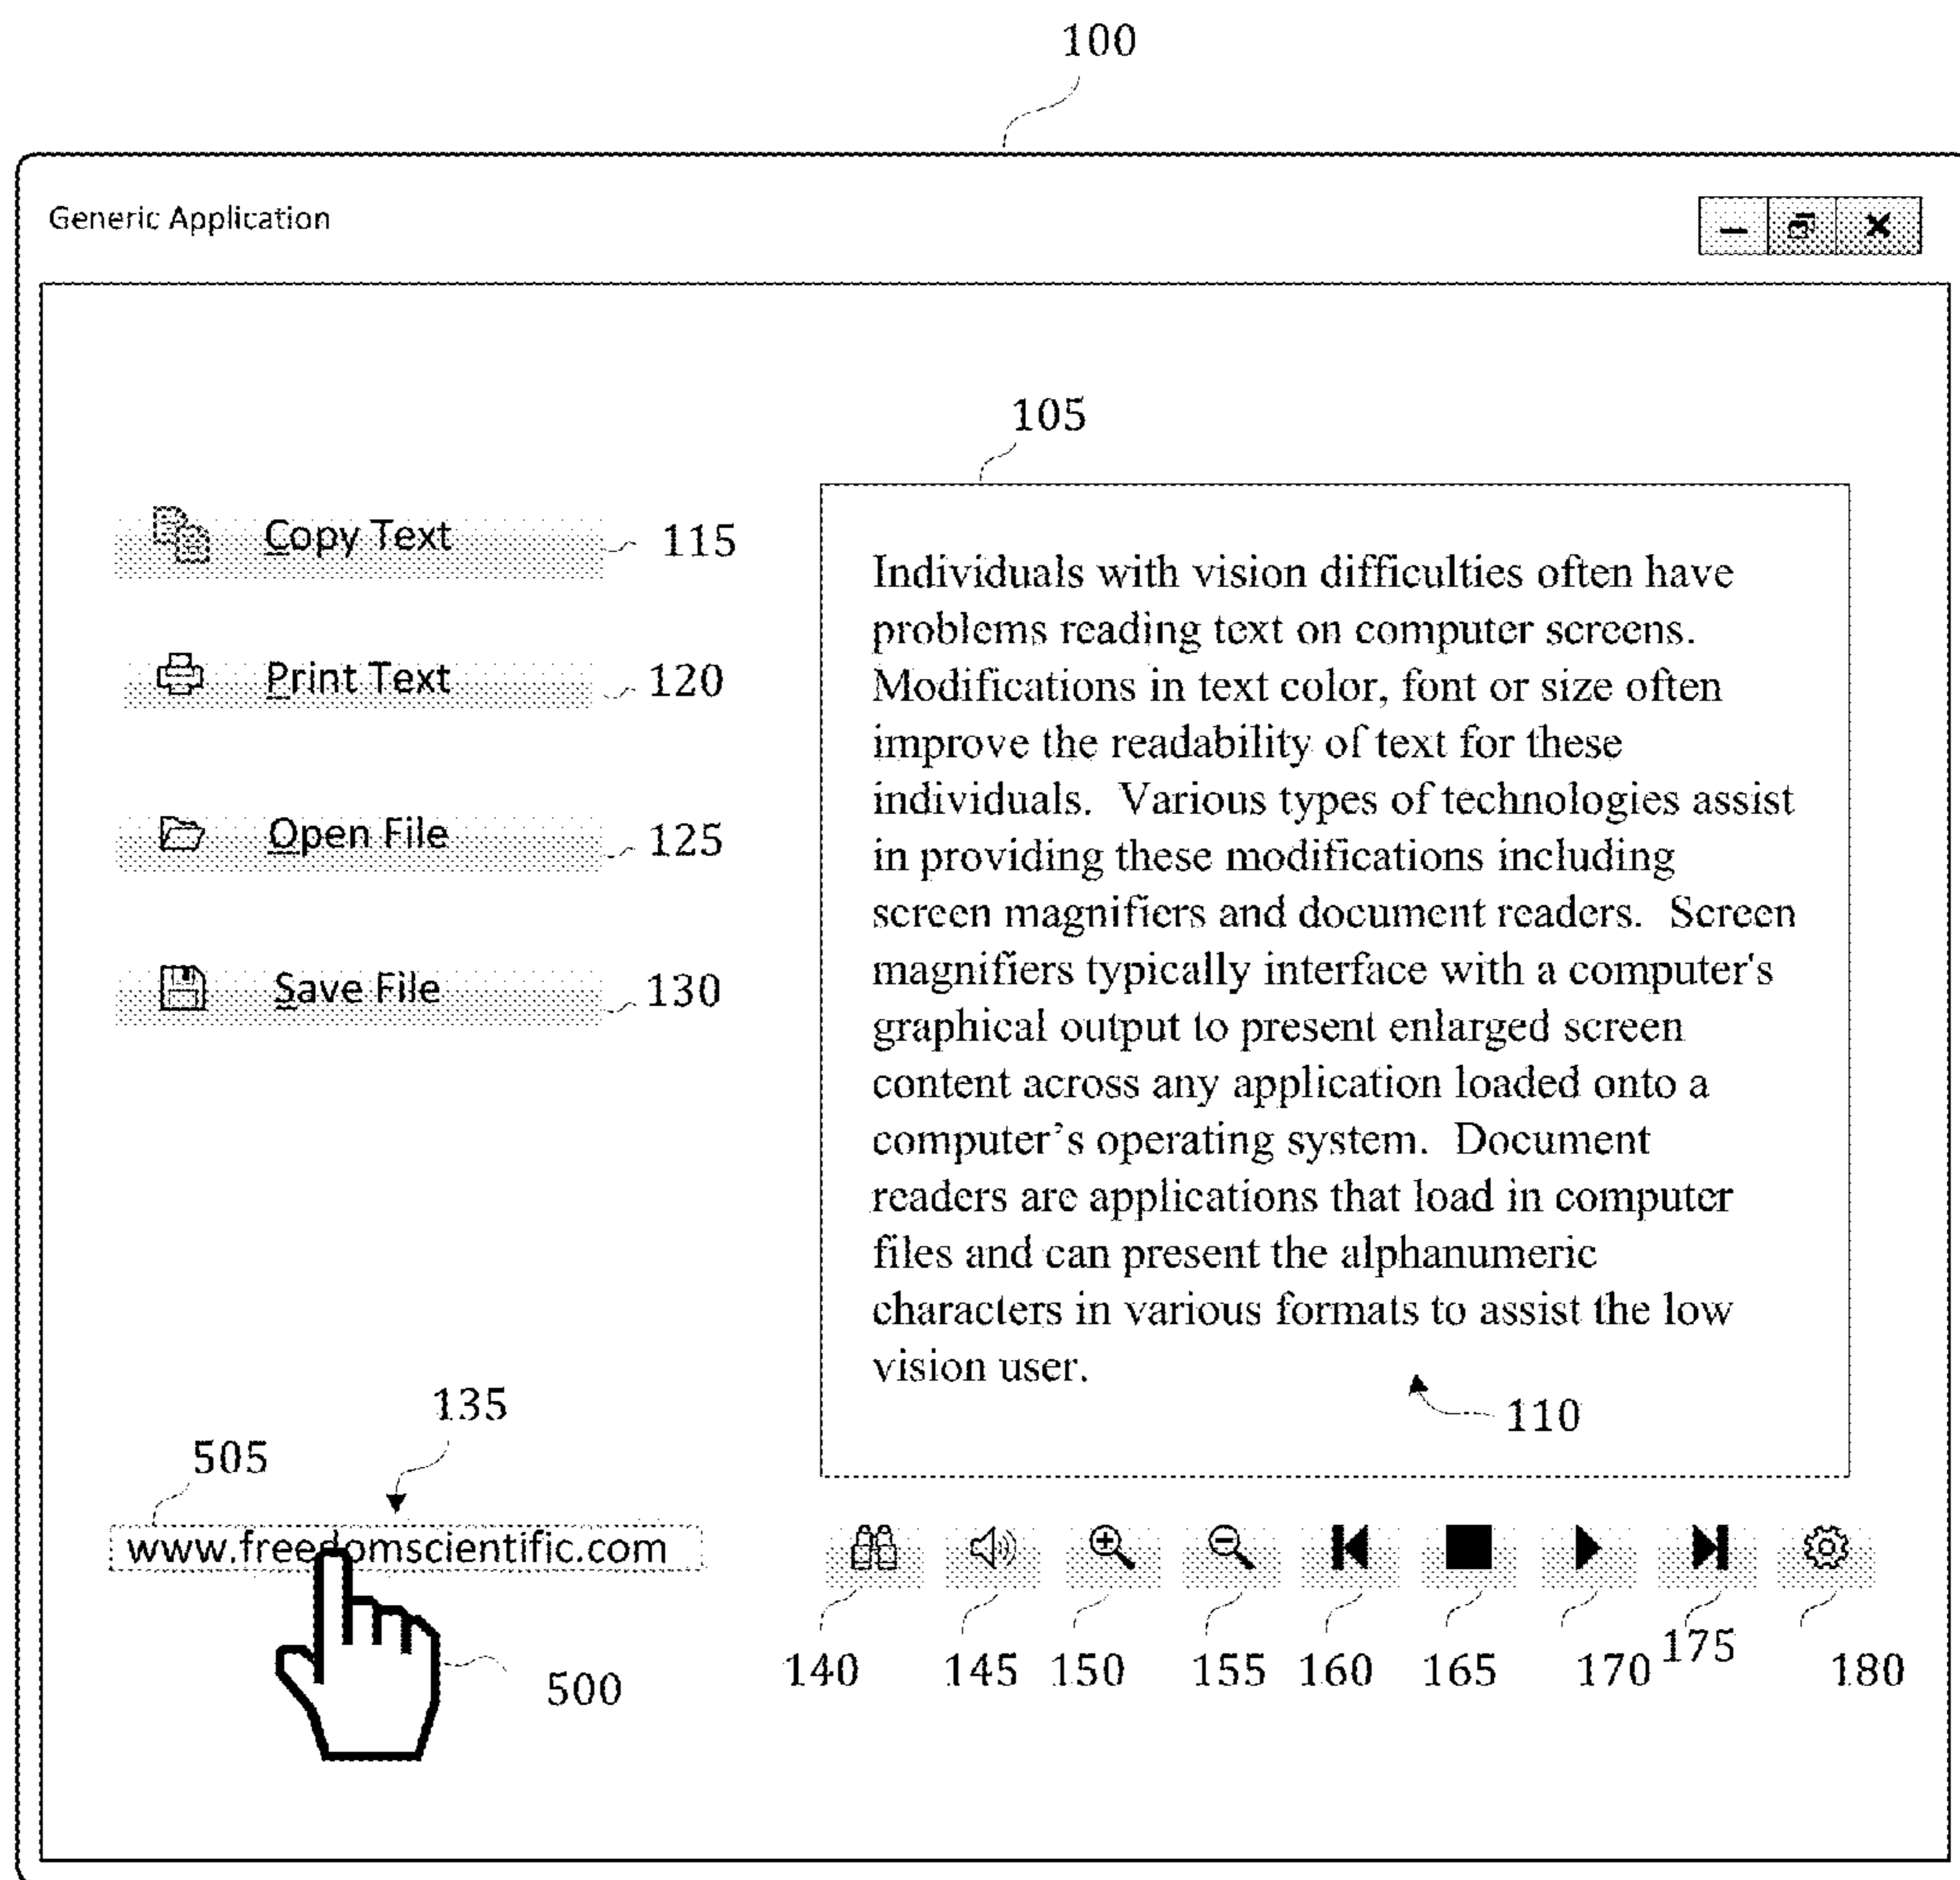 100
Generic Application
105
Copy Text 115
Print Text 120
Open File 125
Save File 130
Individuals with vision difficulties often have
problems reading text on computer screens.
Modifications in text color, font or size often
improve the readability of text for these
individuals.  Various types of technologies assist
in providing these modifications including
screen magnifiers and document readers.  Screen
magnifiers typically interface with a computer's
graphical output to present enlarged screen
content across any application loaded onto a
computer’s operating system.  Document
readers are applications that load in computer
files and can present the alphanumeric
characters in various formats to assist the low
vision user.
110
135
505
www.freedomscientific.com
500
140 145 150 155 160 165 170 175 180